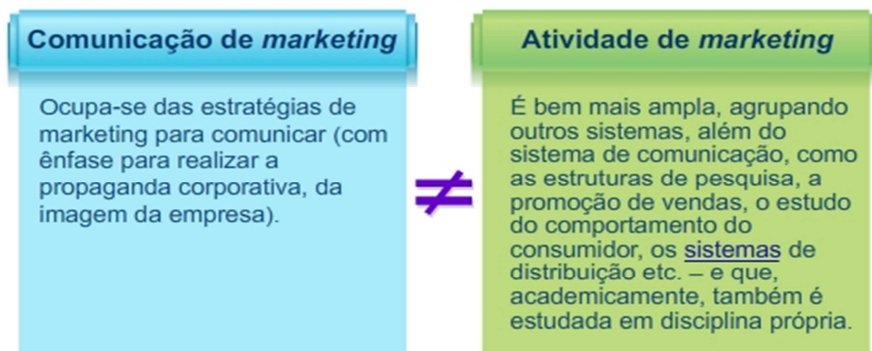 Comunicação de marketing
Ocupa-se das estratégias de
marketing para comunicar (com
ênfase para realizar a
propaganda corporativa, da
imagem da empresa).
≠
Atividade de marketing
É bem mais ampla, agrupando
outros sistemas, além do
sistema de comunicação, como
as estruturas de pesquisa, a
promoção de vendas, o estudo
do comportamento do
consumidor, os sistemas de
distribuição etc. – e que,
academicamente, também é
estudada em disciplina própria.